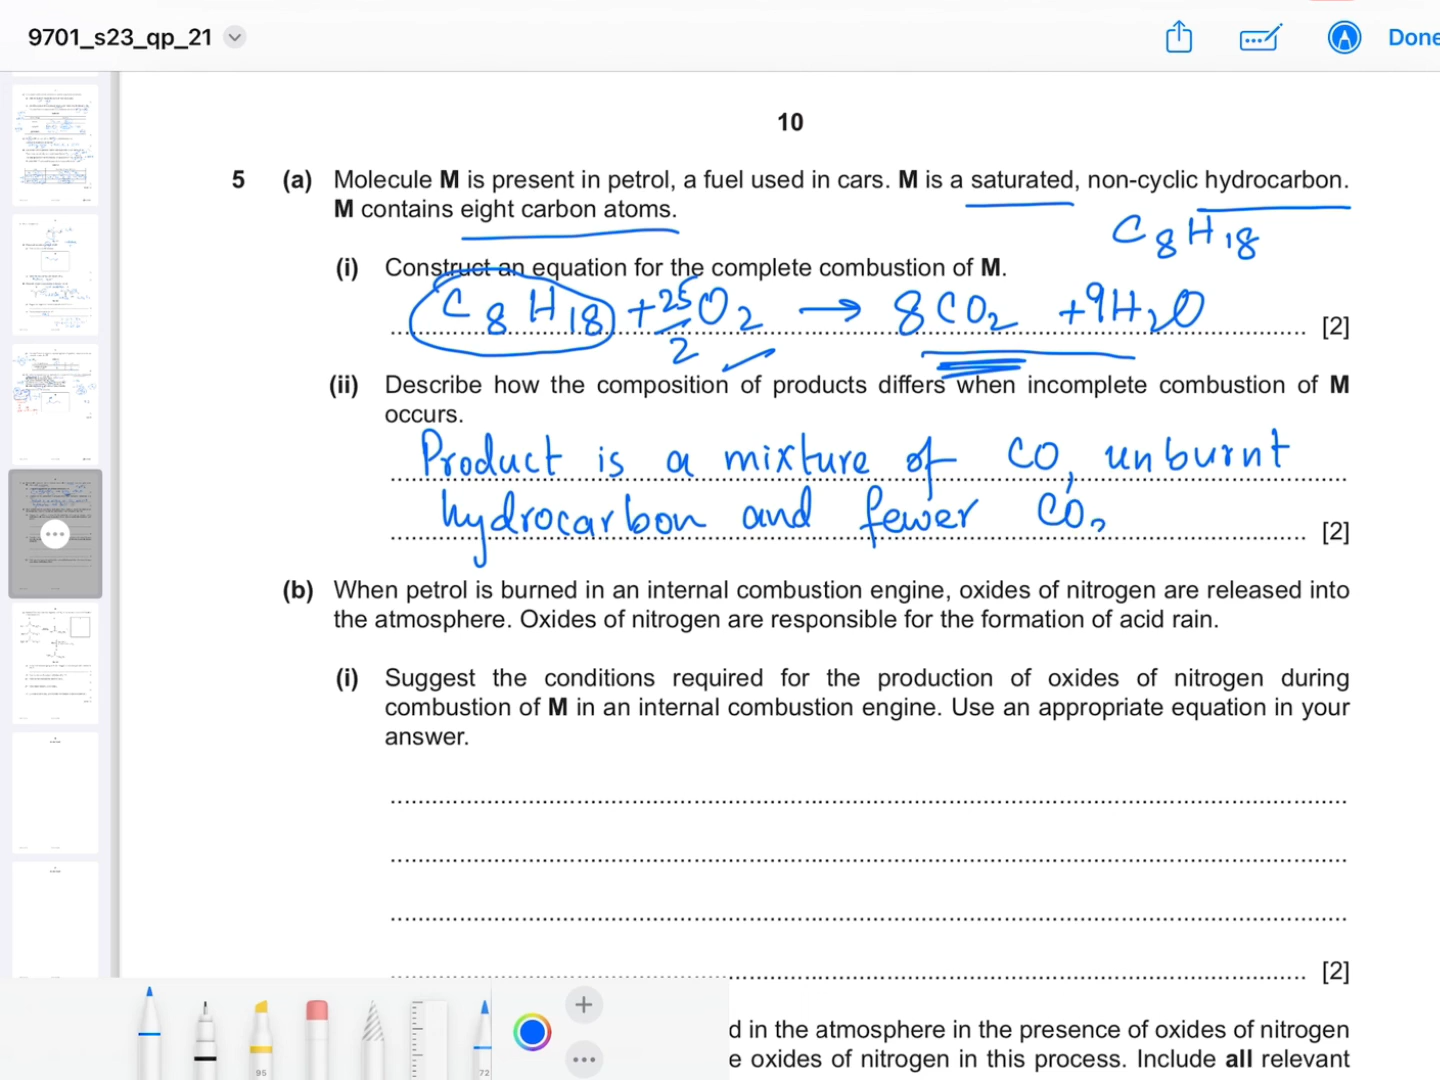 9701_s23_qp_21
Done
10
5 (a) Molecule M is present in petrol, a fuel used in cars. M is a saturated, non-cyclic hydrocarbon.
M contains eight carbon atoms.
C8H18
(i) Construct an equation for the complete combustion of M.
C8H18 + 25/2 O2 → 8CO2 + 9H2O [2]
(ii) Describe how the composition of products differs when incomplete combustion of M
occurs.
Product is a mixture of CO, unburnt
hydrocarbon and fewer CO2 [2]
(b) When petrol is burned in an internal combustion engine, oxides of nitrogen are released into
the atmosphere. Oxides of nitrogen are responsible for the formation of acid rain.
(i) Suggest the conditions required for the production of oxides of nitrogen during
combustion of M in an internal combustion engine. Use an appropriate equation in your
answer.
[2]
d in the atmosphere in the presence of oxides of nitrogen
e oxides of nitrogen in this process. Include all relevant
95
72